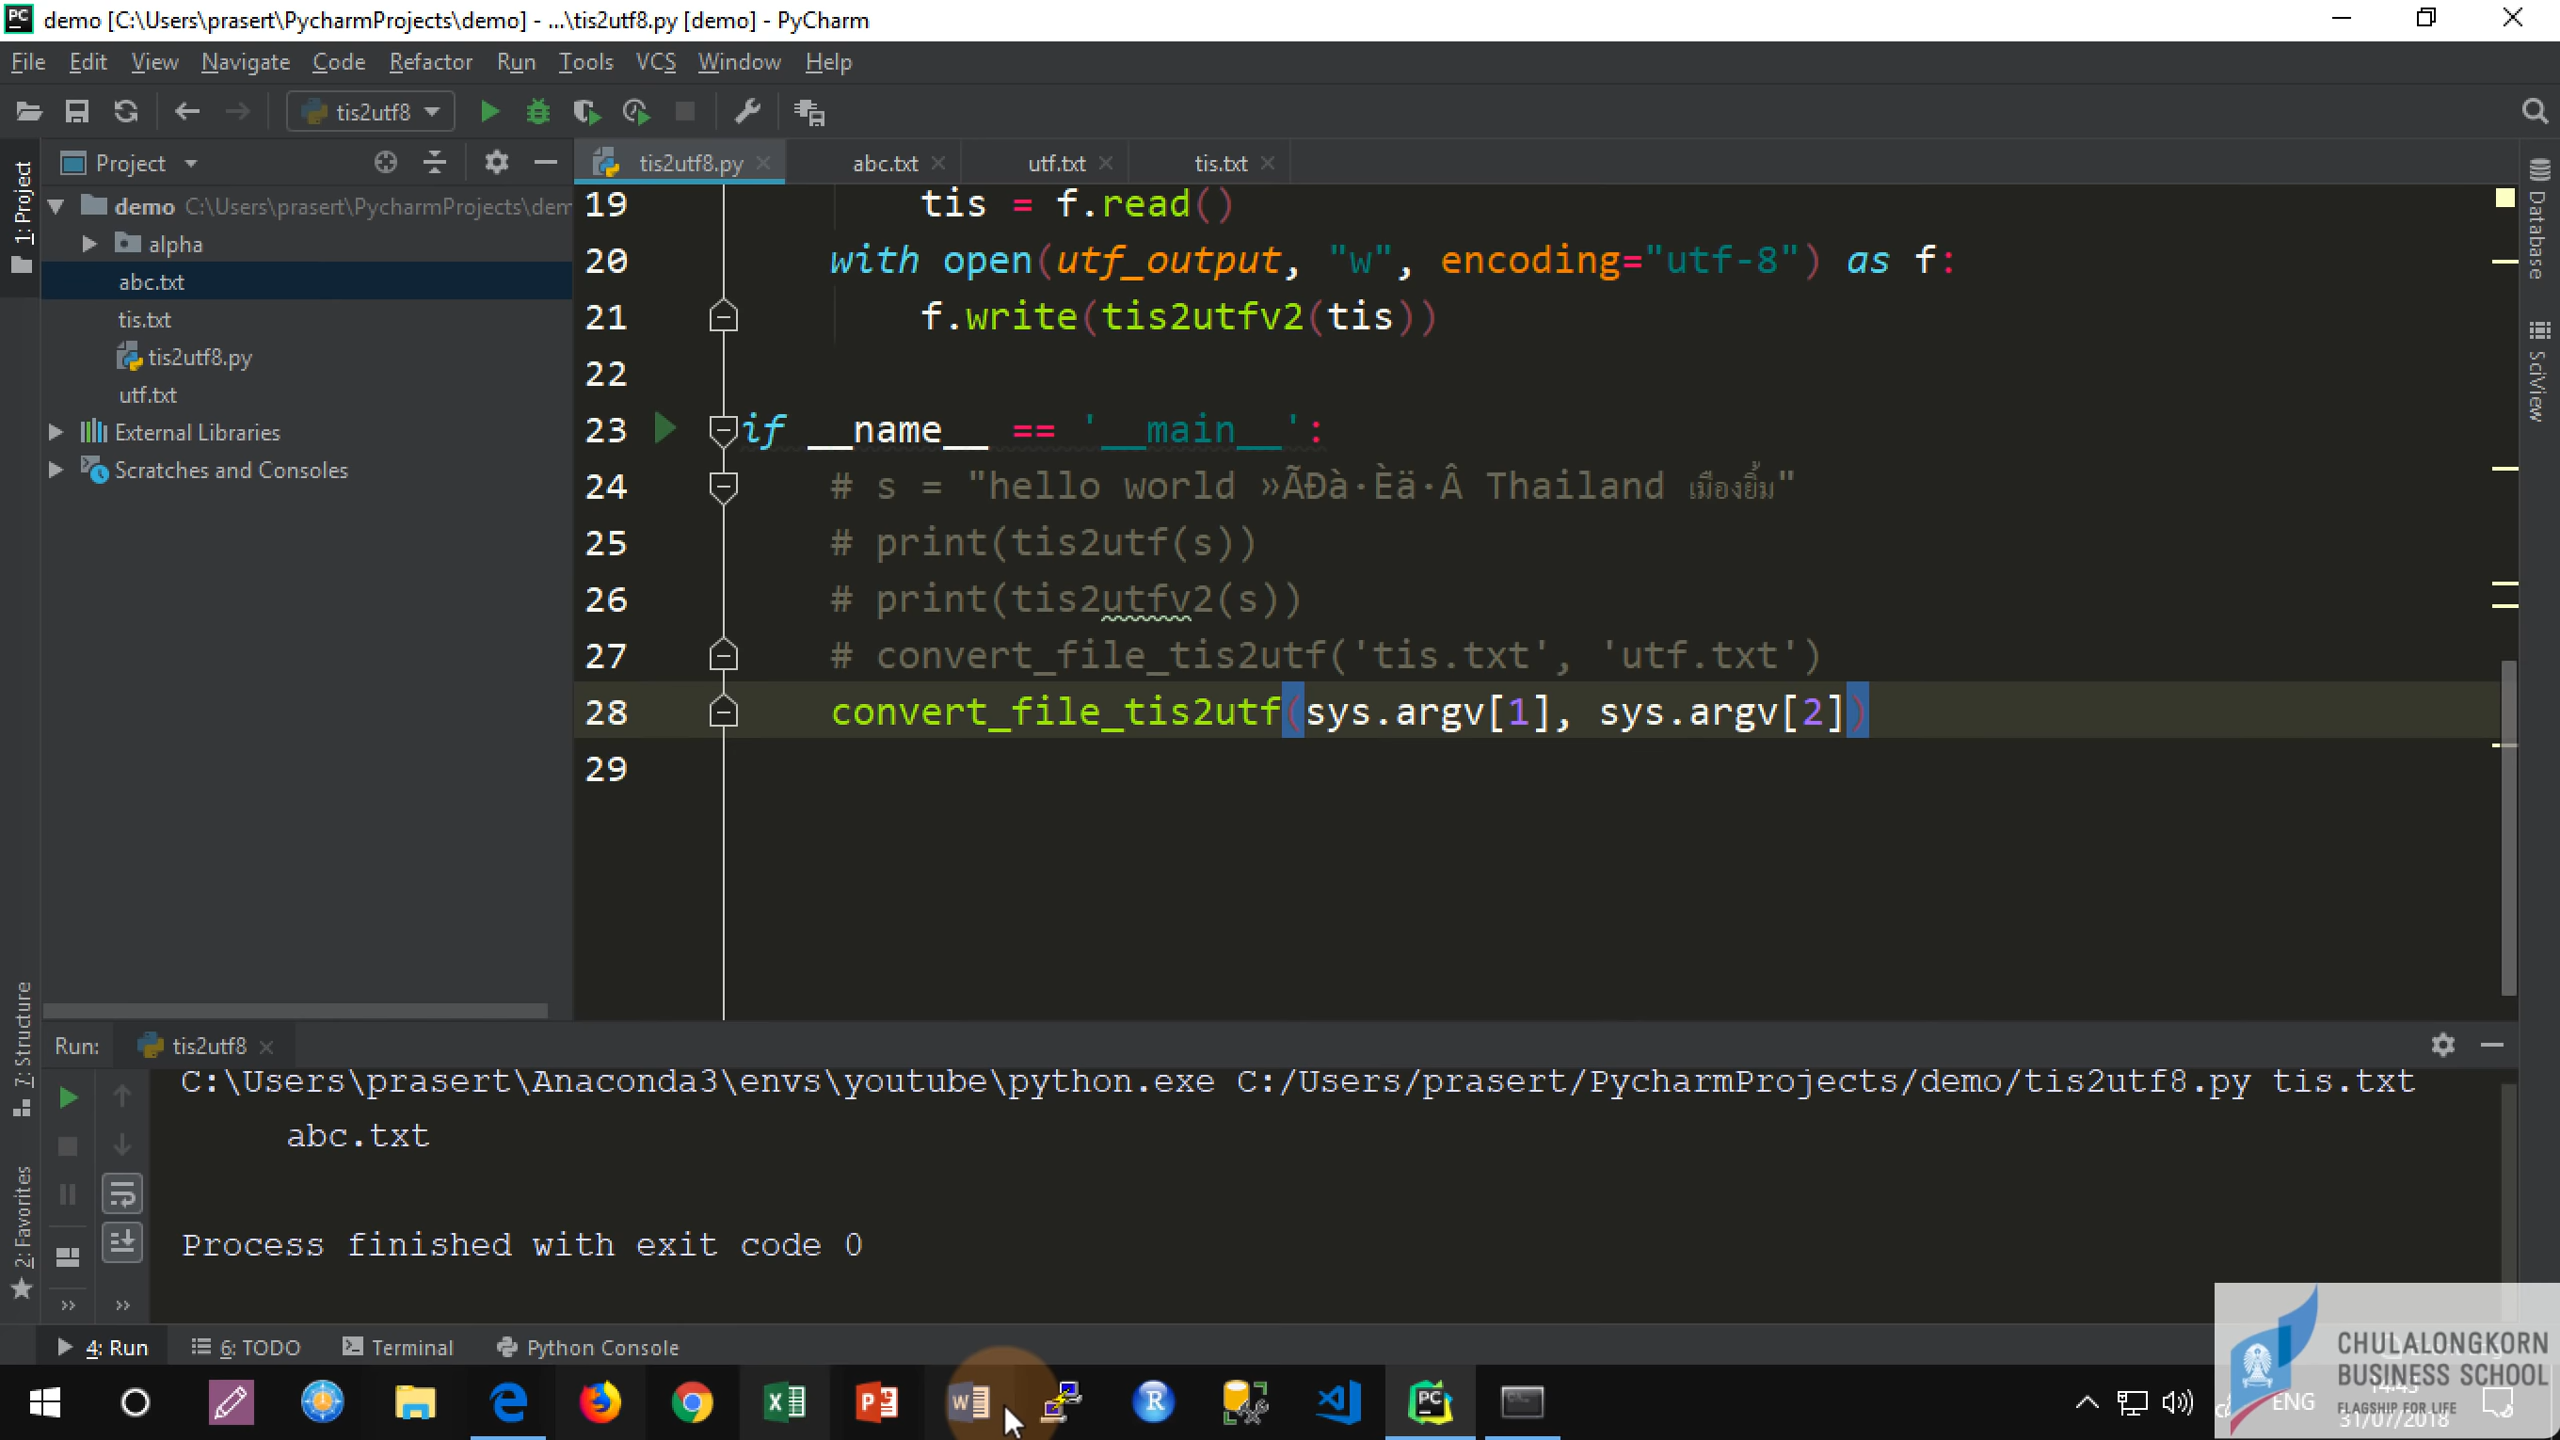 demo [C:\Users\prasert\PycharmProjects\demo] - ...\tis2utf8.py [demo] - PyCharm
File Edit View Navigate Code Refactor Run Tools VCS Window Help
tis2utf8
Project
tis2utf8.py abc.txt utf.txt tis.txt
1: Project
demo C:\Users\prasert\PycharmProjects\dem
alpha
abc.txt
tis.txt
tis2utf8.py
utf.txt
External Libraries
Scratches and Consoles
19 tis = f.read()
20 with open(utf_output, "w", encoding="utf-8") as f:
21 f.write(tis2utfv2(tis))
22
23 if __name__ == '__main__':
24 # s = "hello world »ÃÐà·Èä·Â Thailand เมืองยิ้ม"
25 # print(tis2utf(s))
26 # print(tis2utfv2(s))
27 # convert_file_tis2utf('tis.txt', 'utf.txt')
28 convert_file_tis2utf(sys.argv[1], sys.argv[2])
29
Database
SciView
7: Structure
2: Favorites
Run: tis2utf8
C:\Users\prasert\Anaconda3\envs\youtube\python.exe C:/Users/prasert/PycharmProjects/demo/tis2utf8.py tis.txt
abc.txt
Process finished with exit code 0
4: Run 6: TODO Terminal Python Console
CHULALONGKORN
BUSINESS SCHOOL
FLAGSHIP FOR LIFE
ENG
31/07/2018